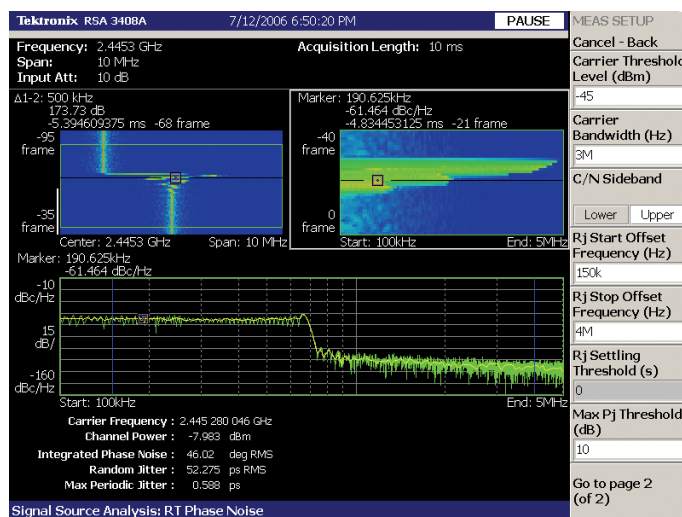 Tektronix RSA 3408A 7/12/2006 6:50:20 PM PAUSE
Frequency: 2.4453 GHz Acquisition Length: 10 ms
Span: 10 MHz
Input Att: 10 dB
Δ1-2: 500 kHz
173.73 dB
-5.394609375 ms -68 frame
-95
frame
-35
frame
Center: 2.4453 GHz Span: 10 MHz
Marker: 190.625kHz
-61.464 dBc/Hz
-4.834453125 ms -21 frame
-40
frame
0
frame
Start: 100kHz End: 5MHz
Marker: 190.625kHz
-61.464 dBc/Hz
-10
dBc/Hz
15
dB/
-160
dBc/Hz
Start: 100kHz End: 5MHz
Carrier Frequency : 2.445 280 046 GHz
Channel Power : -7.983 dBm
Integrated Phase Noise : 46.02 deg RMS
Random Jitter : 52.275 ps RMS
Max Periodic Jitter : 0.588 ps
Signal Source Analysis: RT Phase Noise
MEAS SETUP
Cancel - Back
Carrier Threshold
Level (dBm)
-45
Carrier
Bandwidth (Hz)
3M
C/N Sideband
Lower Upper
Rj Start Offset
Frequency (Hz)
150k
Rj Stop Offset
Frequency (Hz)
4M
Rj Settling
Threshold (s)
0
Max Pj Threshold
(dB)
10
Go to page 2
(of 2)